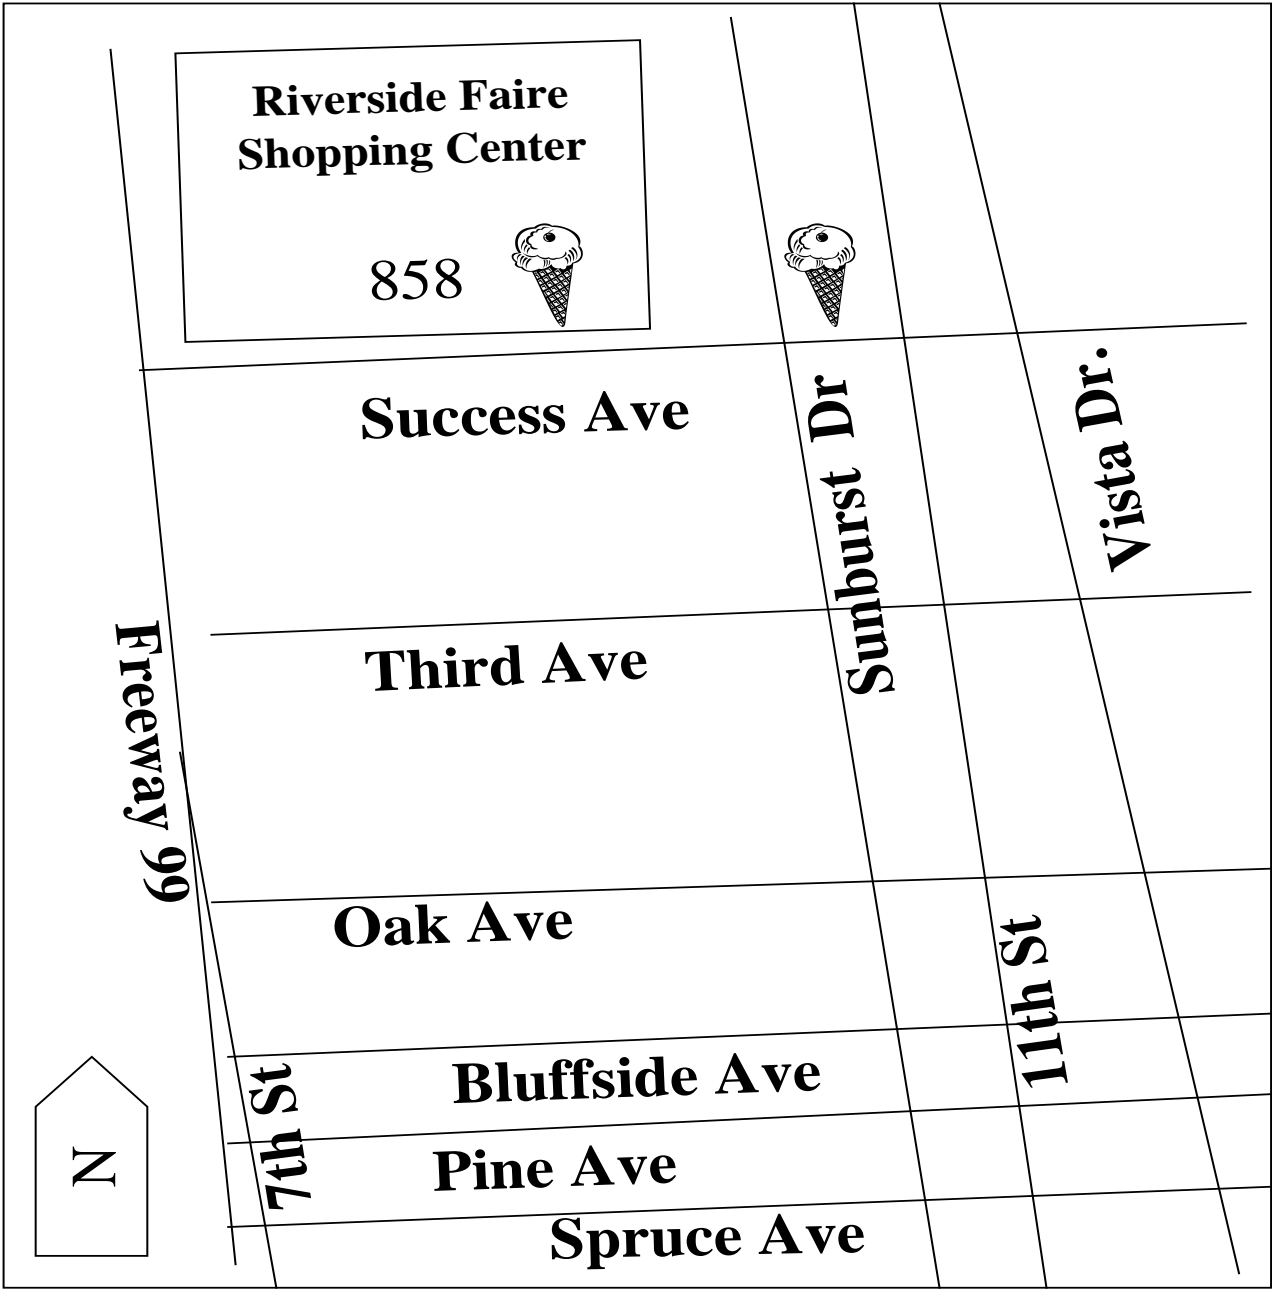 Riverside Faire
Shopping Center
858
Success Ave
Sunburst Dr
Vista Dr.
Third Ave
Freeway 99
Oak Ave
11th St
Bluffside Ave
7th St
Pine Ave
N
Spruce Ave